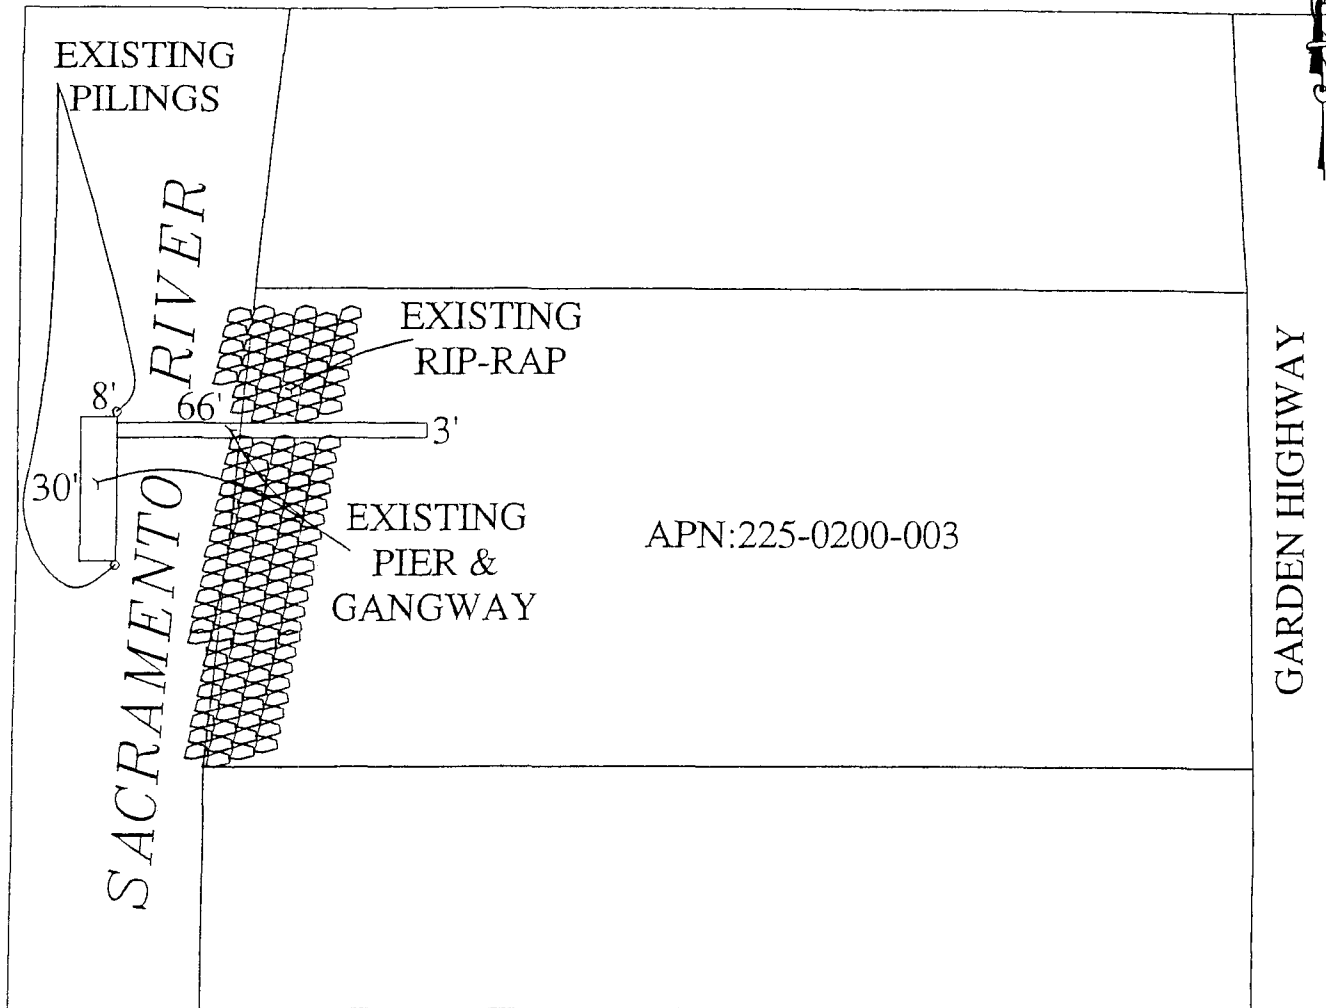 EXISTING
PILINGS
SACRAMENTO RIVER
EXISTING
RIP-RAP
8'
66'
3'
30'
EXISTING
PIER &
GANGWAY
APN:225-0200-003
GARDEN HIGHWAY